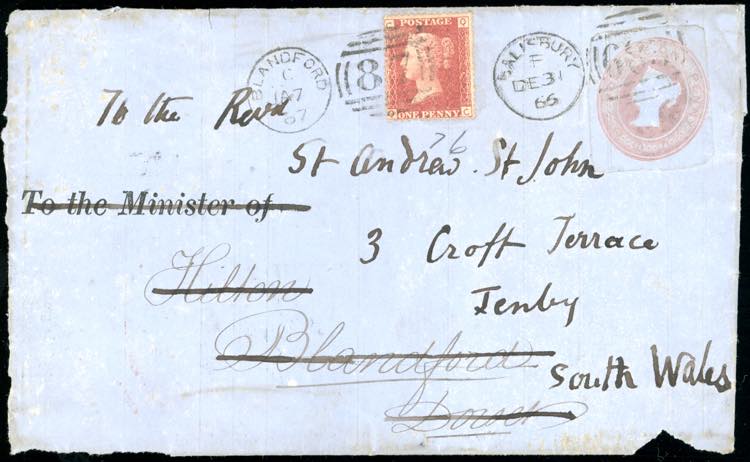 POSTAGE
Q C
C Q
ONE PENNY
BLANDFORD
C
JA 7
67
8
SALISBURY
F
DE 31
66
To the Revd
St Andrew St John
76
To the Minister of
3 Croft Terrace
Hilton
Tenby
Blandford
South Wales
Dorset